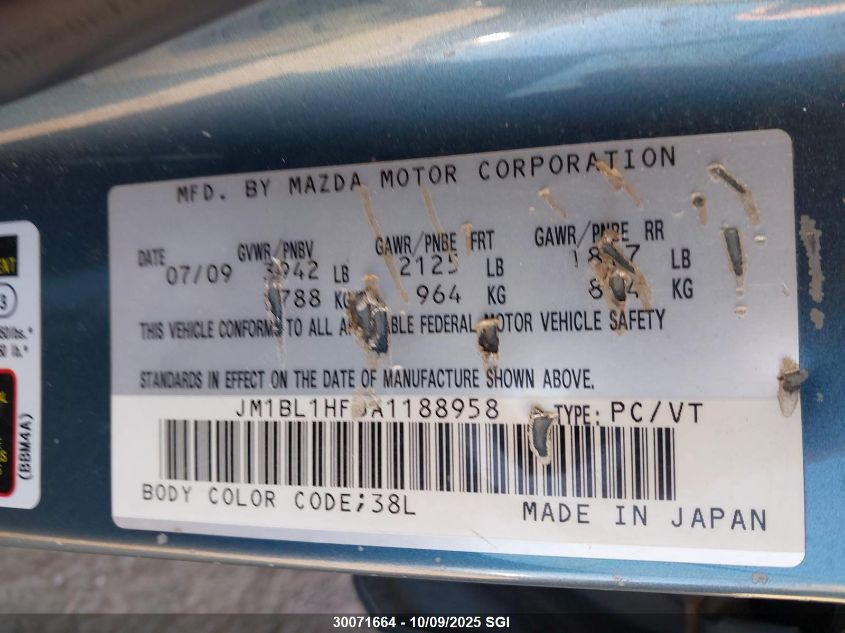 MFD. BY MAZDA MOTOR CORPORATION
DATE GVWR/PNBV GAWR/PNBE FRT GAWR/PNBE RR
07/09 3942 LB 2125 LB LB
788 KG 964 KG KG
THIS VEHICLE CONFORMS TO ALL FEDERAL MOTOR VEHICLE SAFETY
STANDARDS IN EFFECT ON THE DATE OF MANUFACTURE SHOWN ABOVE.
TYPE: PC/VT
BODY COLOR CODE;38L
MADE IN JAPAN
(BBM4A)
30071664 - 10/09/2025 SGI